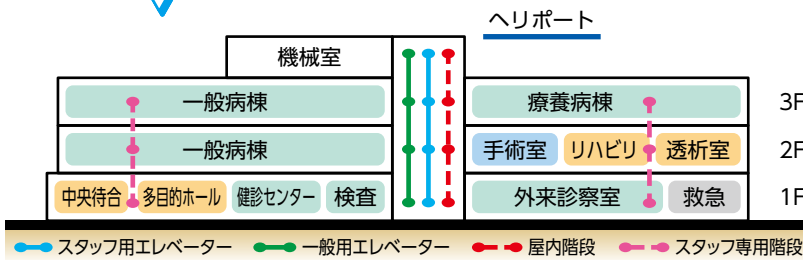 ヘリポート
機械室
一般病棟 療養病棟 3F
一般病棟 手術室 リハビリ 透析室 2F
中央待合 多目的ホール 健診センター 検査 外来診察室 救急 1F
スタッフ用エレベーター 一般用エレベーター 屋内階段 スタッフ専用階段